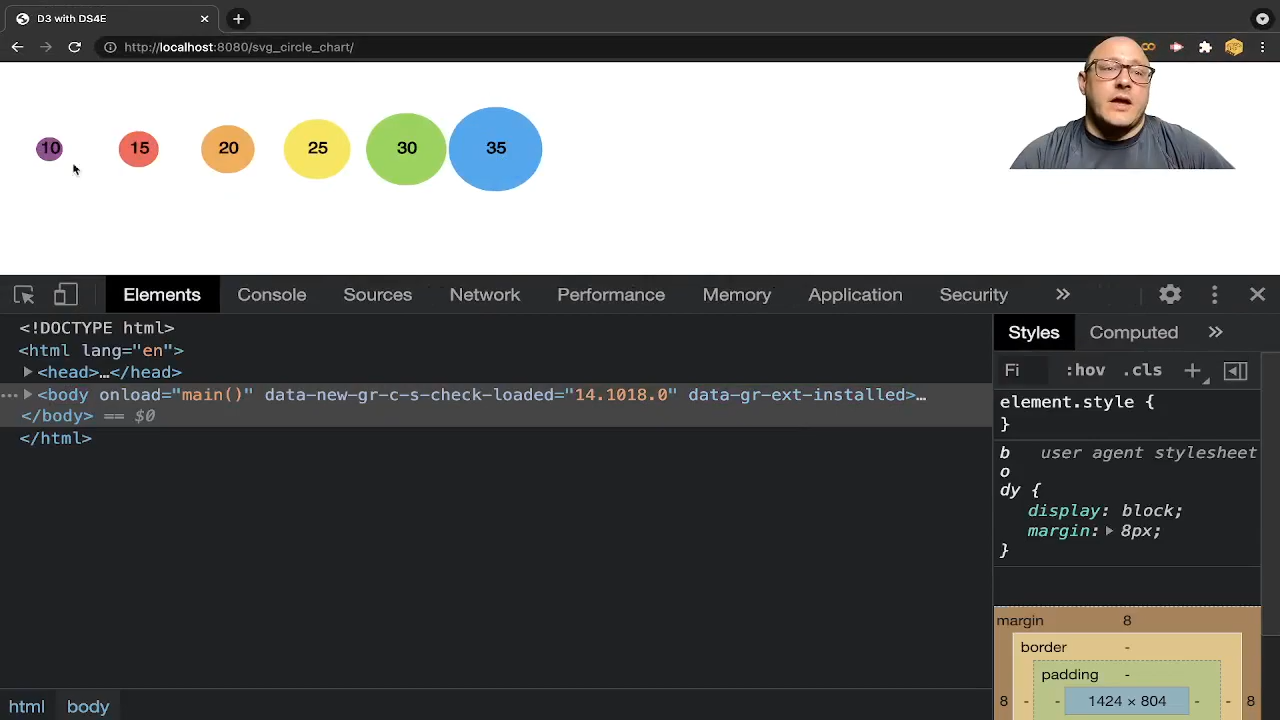 D3 with DS4E
http://localhost:8080/svg_circle_chart/
10 15 20 25 30 35
Elements Console Sources Network Performance Memory Application Security
<!DOCTYPE html>
<html lang="en">
<head>…</head>
<body onload="main()" data-new-gr-c-s-check-loaded="14.1018.0" data-gr-ext-installed>…
</body> == $0
</html>
html body
Styles Computed
Fi :hov .cls
element.style {
}
b user agent stylesheet
o
dy {
display: block;
margin: 8px;
}
margin 8
border -
padding -
8 - - 1424 × 804 - - 8